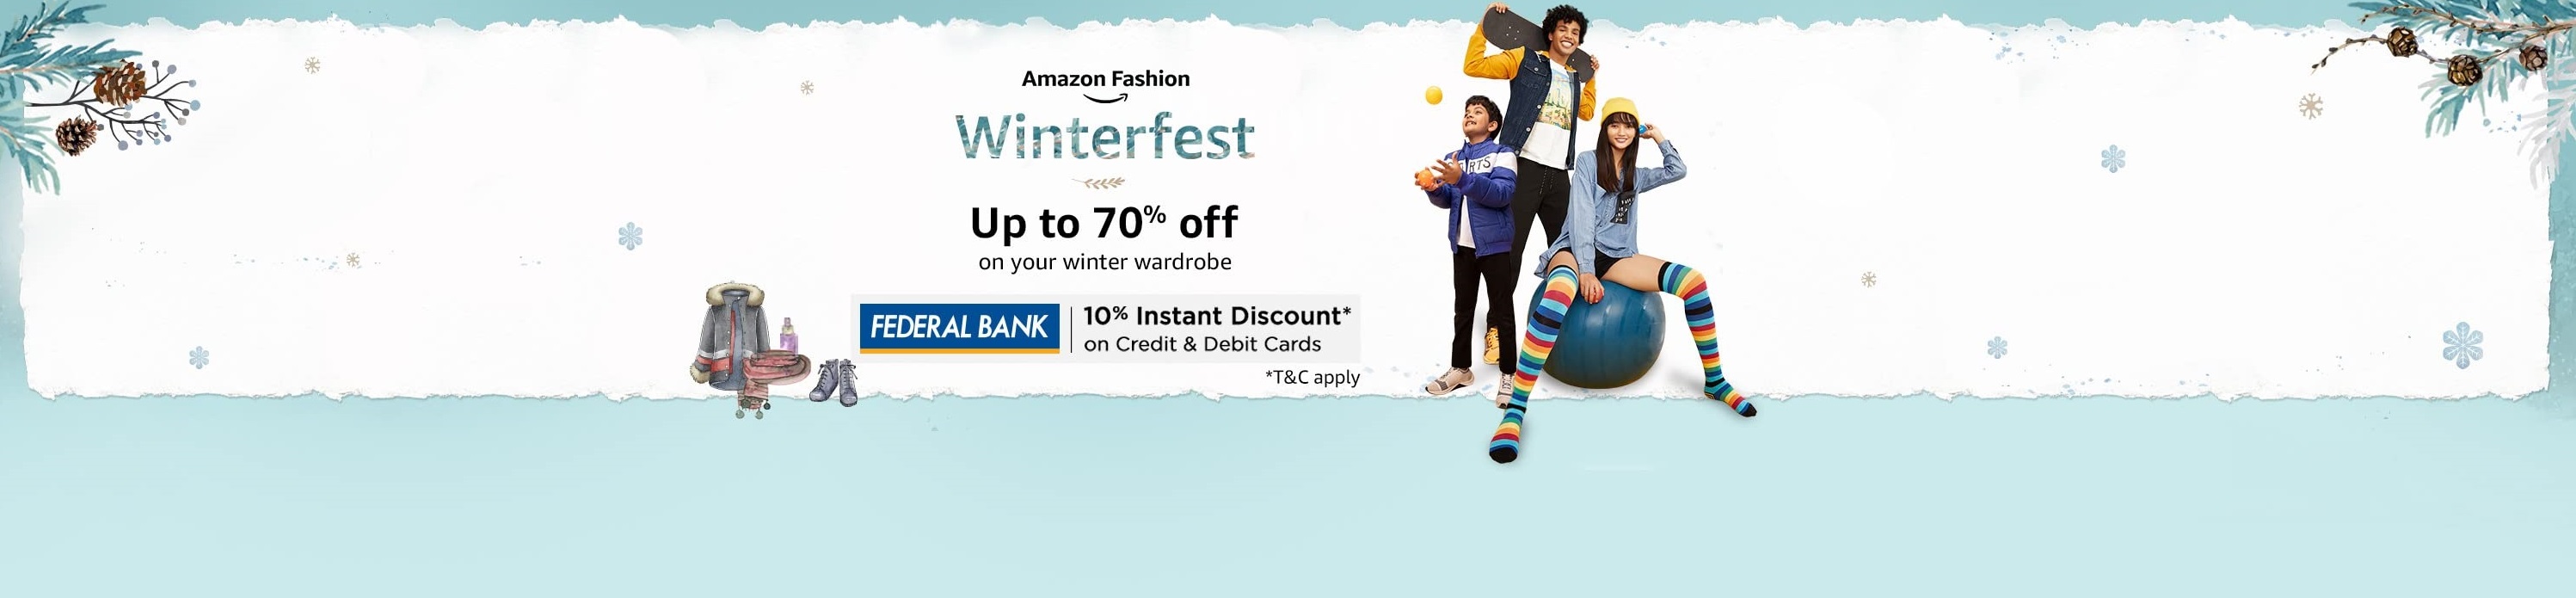 Amazon Fashion
Winterfest
Up to 70% off
on your winter wardrobe
FEDERAL BANK
10% Instant Discount*
on Credit & Debit Cards
*T&C apply